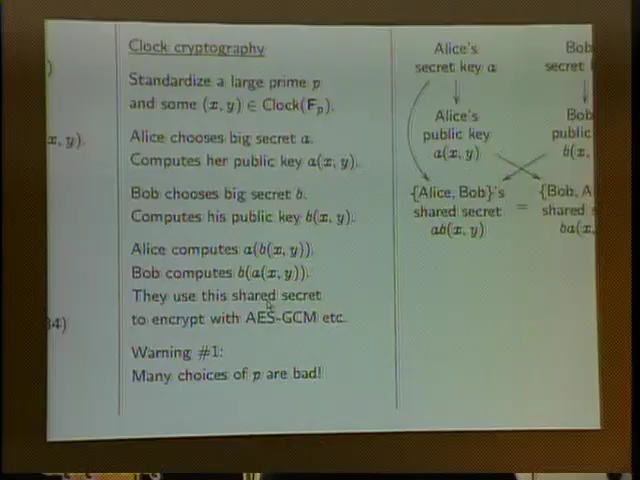 )
x, y).
34)
Clock cryptography
Standardize a large prime p
and some (x, y) ∈ Clock(F_p).
Alice chooses big secret a.
Computes her public key a(x, y).
Bob chooses big secret b.
Computes his public key b(x, y).
Alice computes a(b(x, y)).
Bob computes b(a(x, y)).
They use this shared secret
to encrypt with AES-GCM etc.
Warning #1:
Many choices of p are bad!
Alice's
secret key a
Bob
secret
Alice's
public key
a(x, y)
Bob
public
b(x,
{Alice, Bob}'s
shared secret
ab(x, y)
=
{Bob, A
shared s
ba(x,